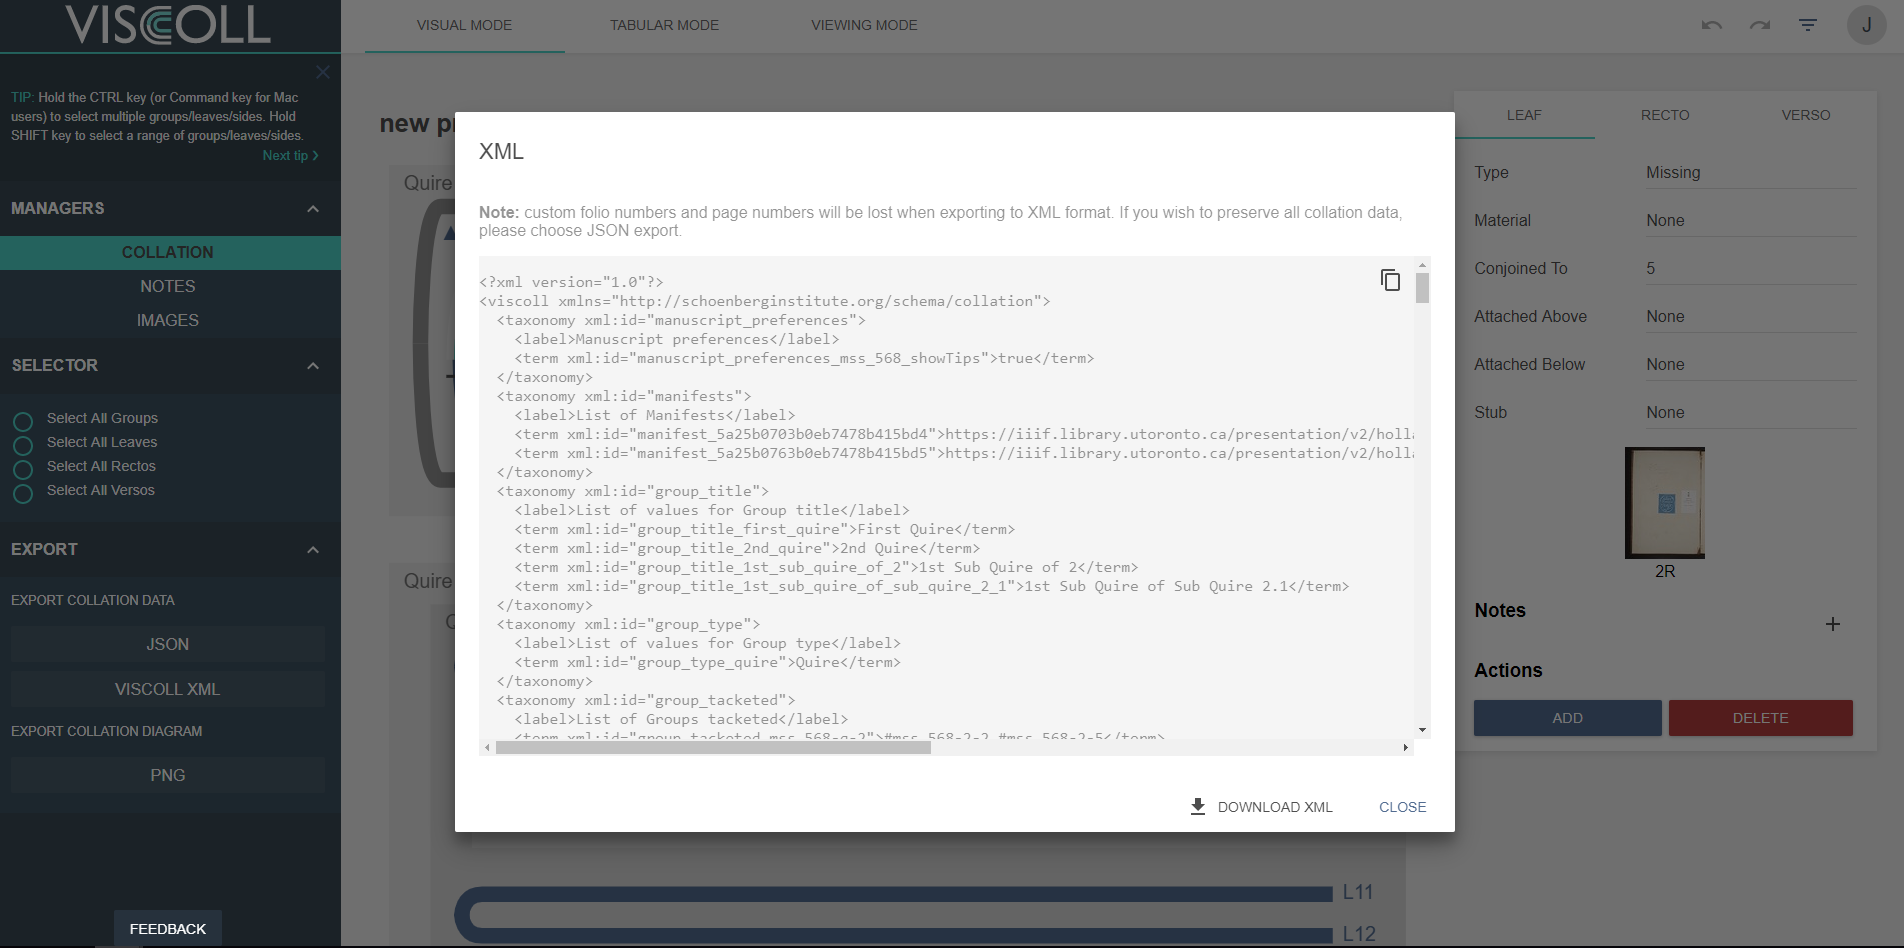 VISCOLL
VISUAL MODE
TABULAR MODE
VIEWING MODE
J
TIP: Hold the CTRL key (or Command key for Mac
users) to select multiple groups/leaves/sides. Hold
SHIFT key to select a range of groups/leaves/sides.
Next tip
MANAGERS
COLLATION
NOTES
IMAGES
SELECTOR
Select All Groups
Select All Leaves
Select All Rectos
Select All Versos
EXPORT
EXPORT COLLATION DATA
JSON
VISCOLL XML
EXPORT COLLATION DIAGRAM
PNG
FEEDBACK
new p
Quire
Quire
XML
Note: custom folio numbers and page numbers will be lost when exporting to XML format. If you wish to preserve all collation data,
please choose JSON export.
<?xml version="1.0"?>
<viscoll xmlns="http://schoenberginstitute.org/schema/collation">
<taxonomy xml:id="manuscript_preferences">
<label>Manuscript preferences</label>
<term xml:id="manuscript_preferences_mss_568_showTips">true</term>
</taxonomy>
<taxonomy xml:id="manifests">
<label>List of Manifests</label>
<term xml:id="manifest_5a25b0703b0eb7478b415bd4">https://iiif.library.utoronto.ca/presentation/v2/holl
<term xml:id="manifest_5a25b0763b0eb7478b415bd5">https://iiif.library.utoronto.ca/presentation/v2/holl
</taxonomy>
<taxonomy xml:id="group_title">
<label>List of values for Group title</label>
<term xml:id="group_title_first_quire">First Quire</term>
<term xml:id="group_title_2nd_quire">2nd Quire</term>
<term xml:id="group_title_1st_sub_quire_of_2">1st Sub Quire of 2</term>
<term xml:id="group_title_1st_sub_quire_of_sub_quire_2_1">1st Sub Quire of Sub Quire 2.1</term>
</taxonomy>
<taxonomy xml:id="group_type">
<label>List of values for Group type</label>
<term xml:id="group_type_quire">Quire</term>
</taxonomy>
<taxonomy xml:id="group_tacketed">
<label>List of Groups tacketed</label>
<term xml:id="group_tacketed_mss_568-q-2">#mss_568-2-2 #mss_568-2-5</term>
DOWNLOAD XML
CLOSE
L11
L12
LEAF
RECTO
VERSO
Type
Missing
Material
None
Conjoined To
5
Attached Above
None
Attached Below
None
Stub
None
2R
Notes
Actions
ADD
DELETE